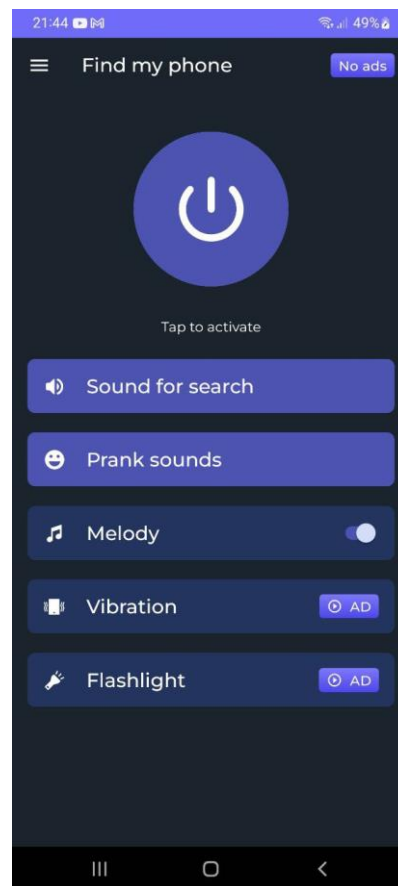 21:44
49%
Find my phone
No ads
Tap to activate
Sound for search
Prank sounds
Melody
Vibration
AD
Flashlight
AD